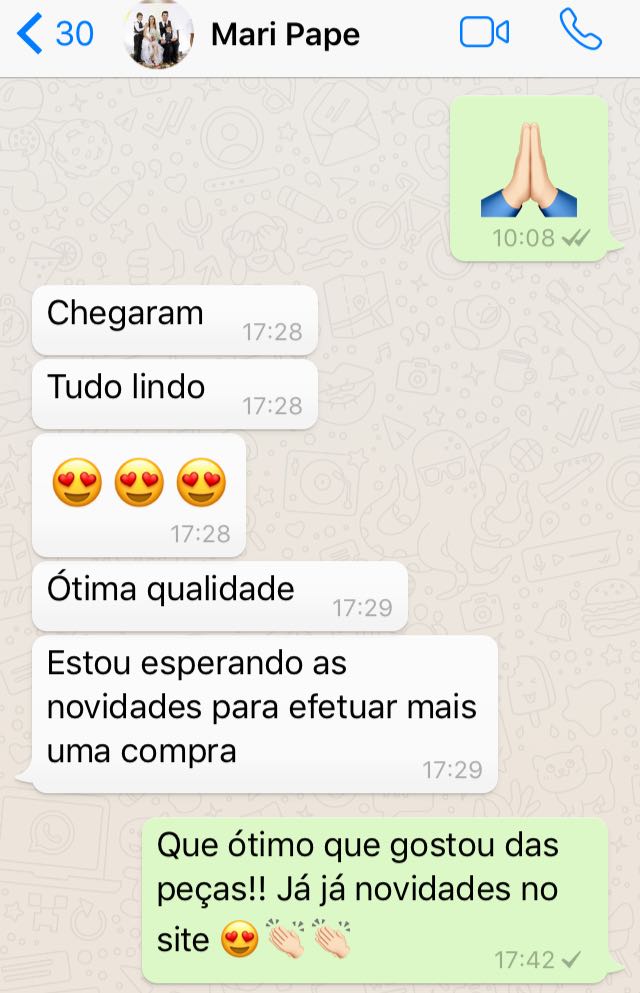 30
Mari Pape
🙏🏻
10:08
Chegaram
17:28
Tudo lindo
17:28
😍 😍 😍
17:28
Ótima qualidade
17:29
Estou esperando as
novidades para efetuar mais
uma compra
17:29
Que ótimo que gostou das
peças!! Já já novidades no
site 😍👏🏻👏🏻
17:42